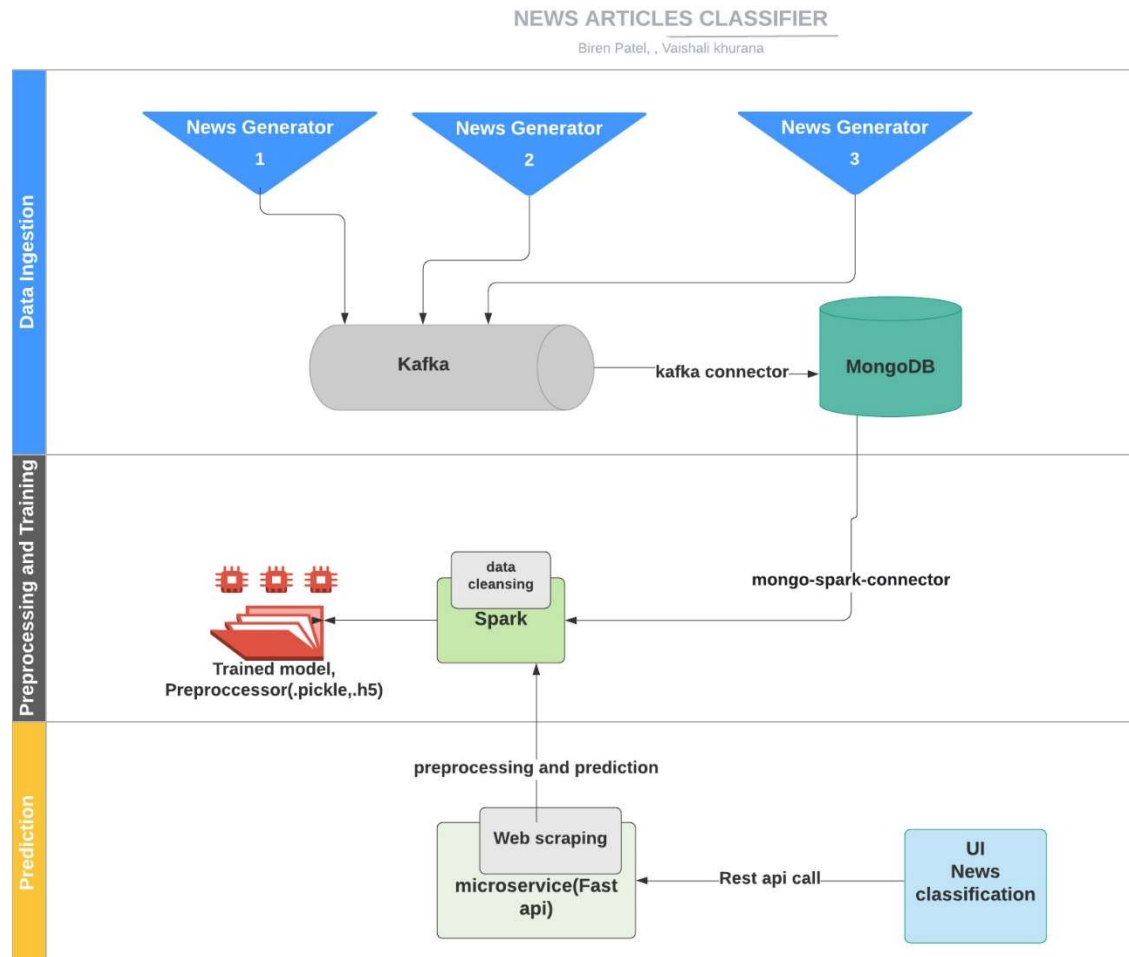 NEWS ARTICLES CLASSIFIER
Biren Patel, , Vaishali khurana
Data Ingestion
News Generator
1
News Generator
2
News Generator
3
Kafka
kafka connector
MongoDB
Preprocessing and Training
data
cleansing
Spark
mongo-spark-connector
Trained model,
Preproccessor(.pickle,.h5)
Prediction
preprocessing and prediction
Web scraping
microservice(Fast
api)
Rest api call
UI
News
classification